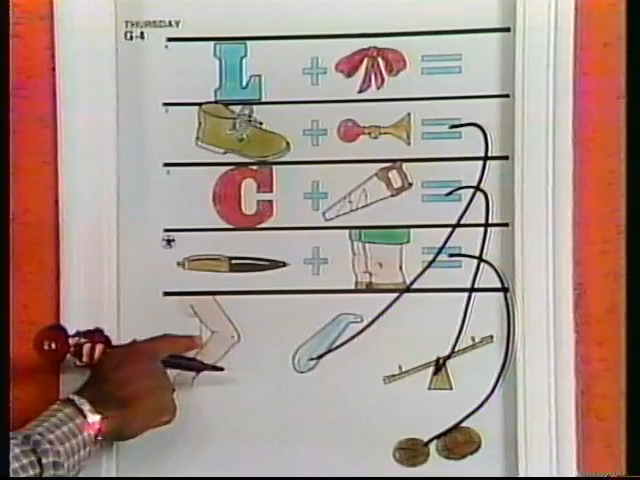 THURSDAY
G-4
L + =
+ =
C + =
+ =